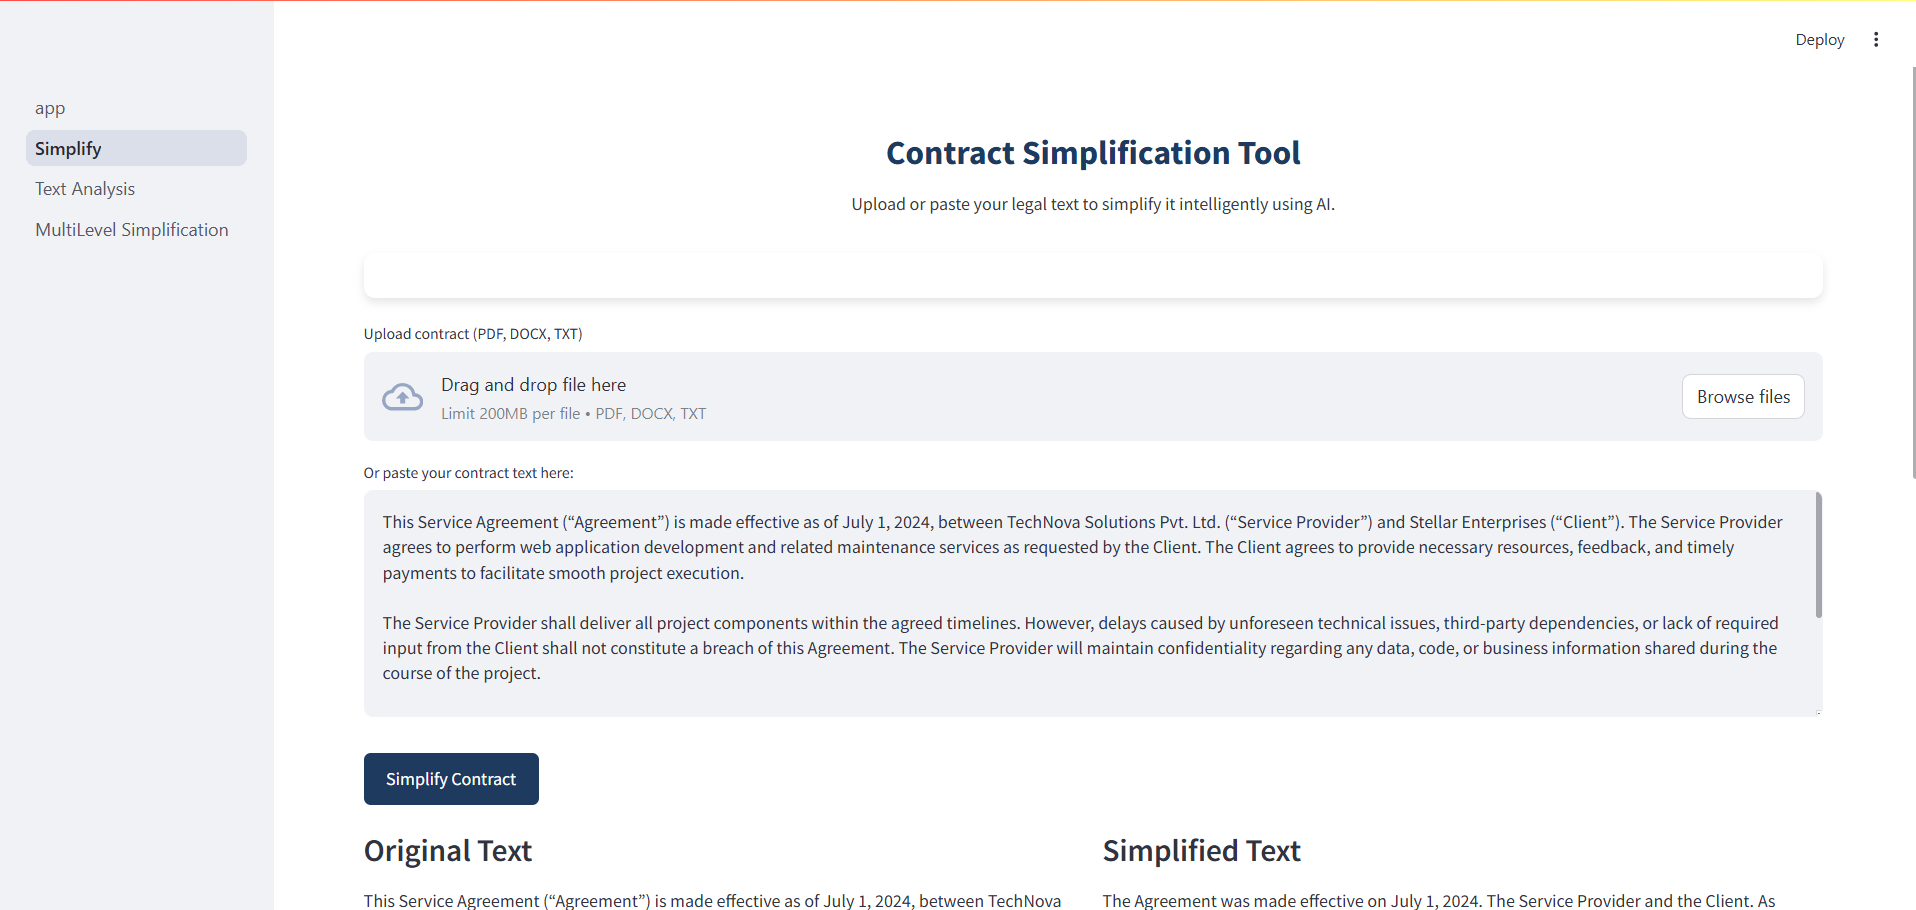 Deploy
app
Simplify
Text Analysis
MultiLevel Simplification
Contract Simplification Tool
Upload or paste your legal text to simplify it intelligently using AI.
Upload contract (PDF, DOCX, TXT)
Drag and drop file here
Limit 200MB per file • PDF, DOCX, TXT
Browse files
Or paste your contract text here:
This Service Agreement (“Agreement”) is made effective as of July 1, 2024, between TechNova Solutions Pvt. Ltd. (“Service Provider”) and Stellar Enterprises (“Client”). The Service Provider
agrees to perform web application development and related maintenance services as requested by the Client. The Client agrees to provide necessary resources, feedback, and timely
payments to facilitate smooth project execution.
The Service Provider shall deliver all project components within the agreed timelines. However, delays caused by unforeseen technical issues, third-party dependencies, or lack of required
input from the Client shall not constitute a breach of this Agreement. The Service Provider will maintain confidentiality regarding any data, code, or business information shared during the
course of the project.
Simplify Contract
Original Text
This Service Agreement (“Agreement”) is made effective as of July 1, 2024, between TechNova
Simplified Text
The Agreement was made effective on July 1, 2024. The Service Provider and the Client. As